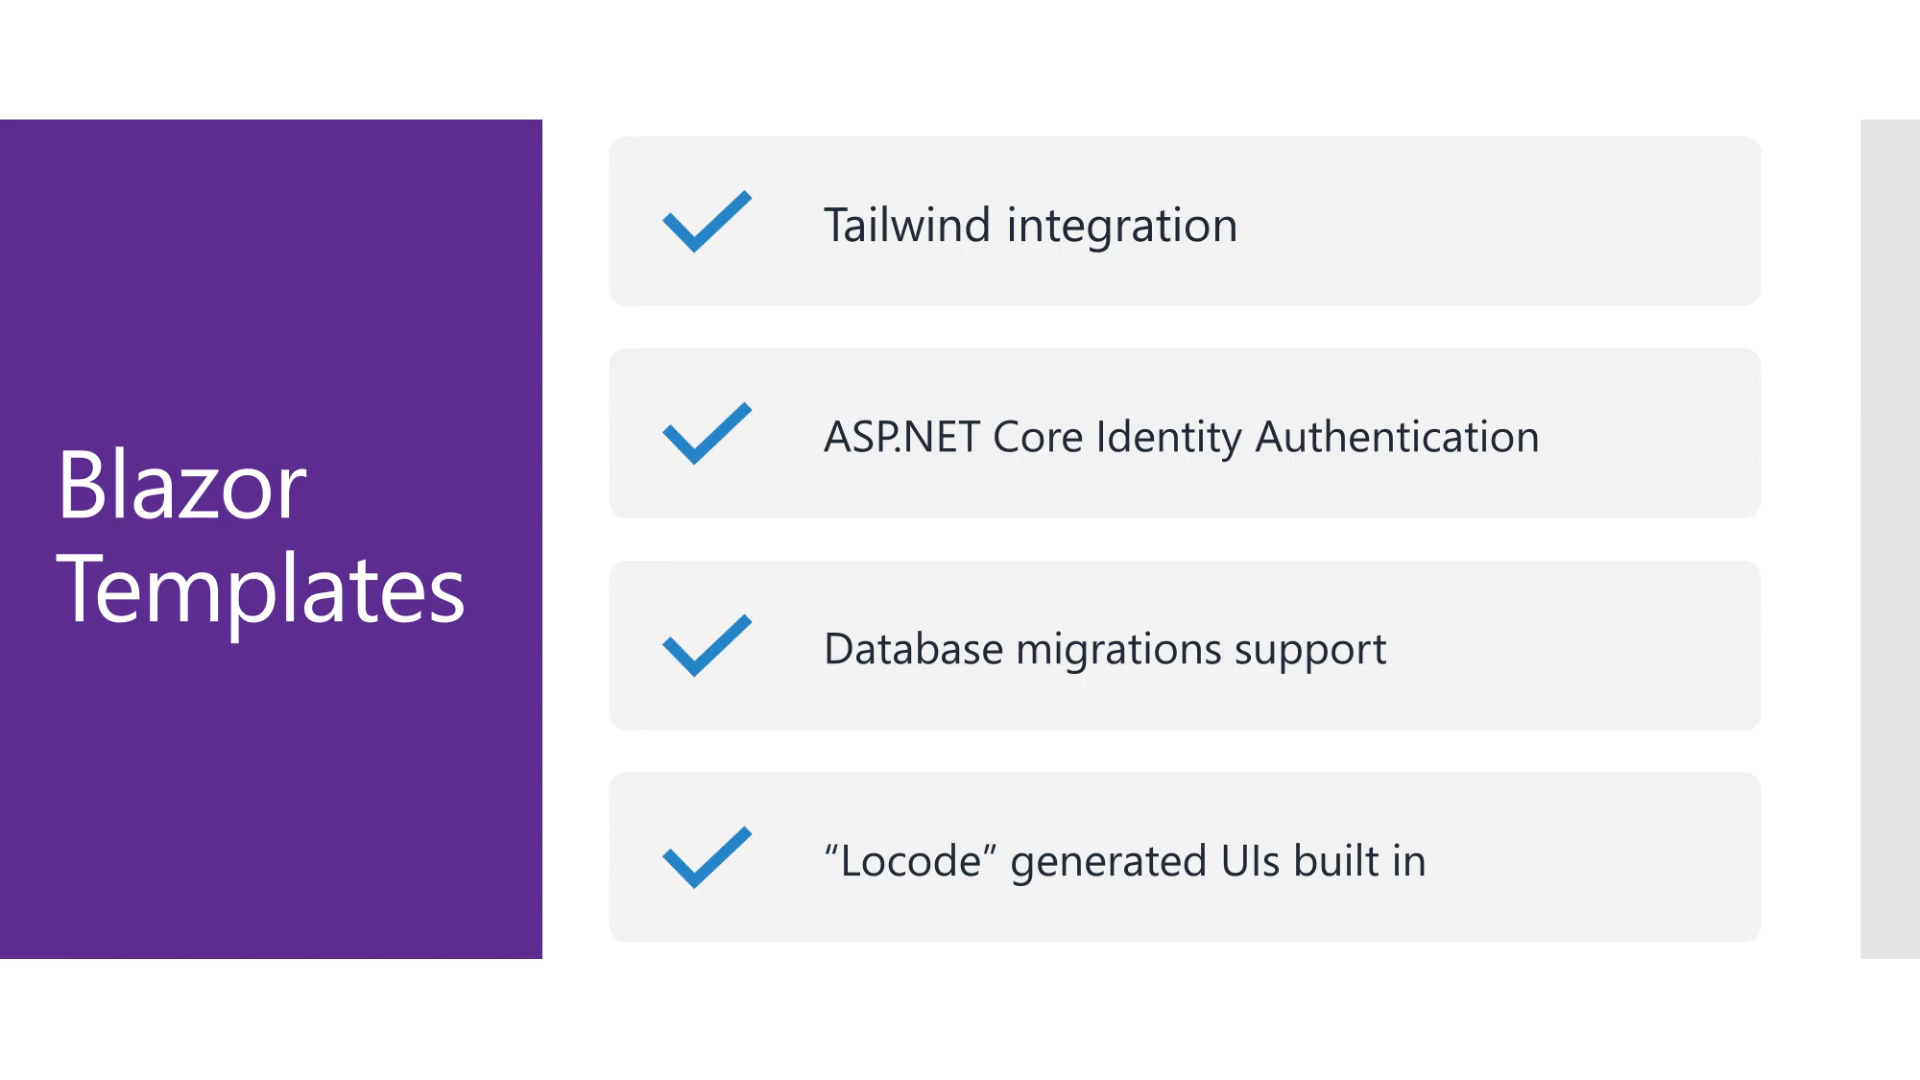 Blazor
Templates
Tailwind integration
ASP.NET Core Identity Authentication
Database migrations support
“Locode” generated UIs built in